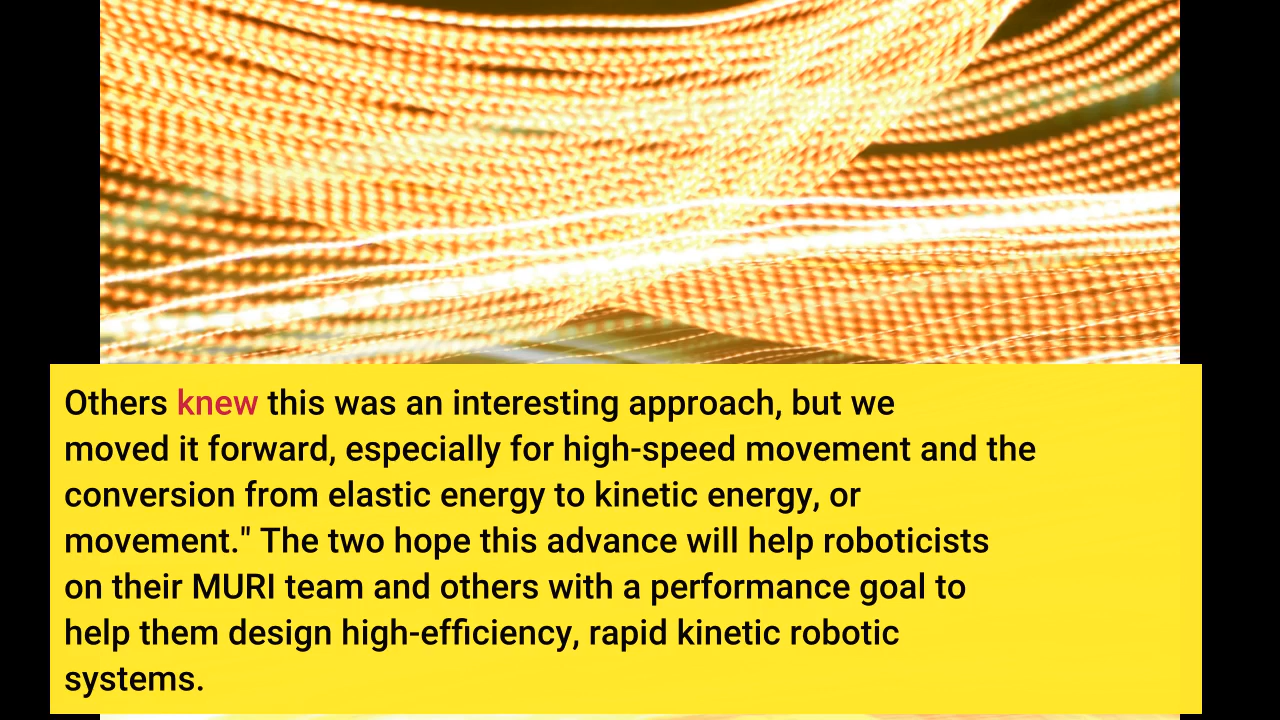 Others knew this was an interesting approach, but we
moved it forward, especially for high-speed movement and the
conversion from elastic energy to kinetic energy, or
movement." The two hope this advance will help roboticists
on their MURI team and others with a performance goal to
help them design high-efficiency, rapid kinetic robotic
systems.